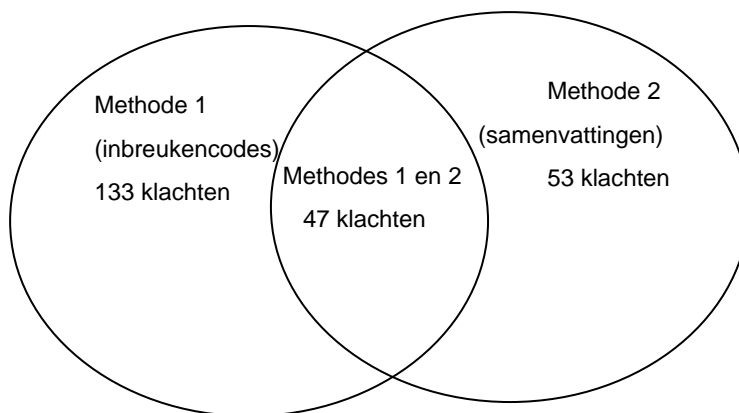 Methode 1
(inbreukencodes)
133 klachten
Methodes 1 en 2
47 klachten
Methode 2
(samenvattingen)
53 klachten